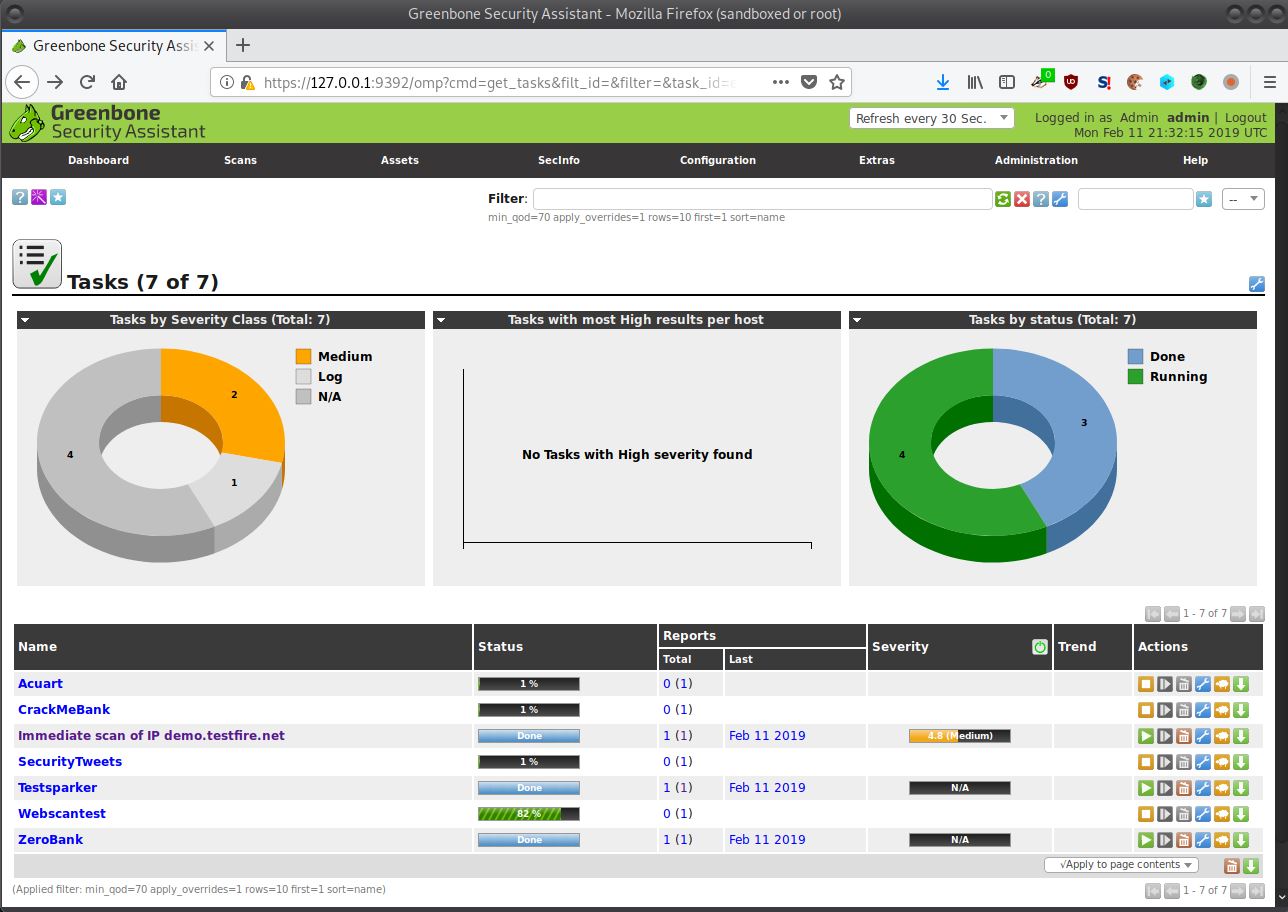 Greenbone Security Assistant - Mozilla Firefox (sandboxed or root)
Greenbone Security Assis
https://127.0.0.1:9392/omp?cmd=get_tasks&filt_id=&filter=&task_id=
0
Greenbone
Security Assistant
Refresh every 30 Sec.
Logged in as Admin admin | Logout
Mon Feb 11 21:32:15 2019 UTC
Dashboard Scans Assets SecInfo Configuration Extras Administration Help
Filter:
--
min_qod=70 apply_overrides=1 rows=10 first=1 sort=name
Tasks (7 of 7)
Tasks by Severity Class (Total: 7)
Medium
Log
N/A
2
4
1
Tasks with most High results per host
No Tasks with High severity found
Tasks by status (Total: 7)
Done
Running
3
4
1 - 7 of 7
Name Status Reports Severity Trend Actions
Total Last
Acuart 1 % 0 (1)
CrackMeBank 1 % 0 (1)
Immediate scan of IP demo.testfire.net Done 1 (1) Feb 11 2019 4.8 (Medium)
SecurityTweets 1 % 0 (1)
Testsparker Done 1 (1) Feb 11 2019 N/A
Webscantest 82 % 0 (1)
ZeroBank Done 1 (1) Feb 11 2019 N/A
√Apply to page contents
(Applied filter: min_qod=70 apply_overrides=1 rows=10 first=1 sort=name)
1 - 7 of 7